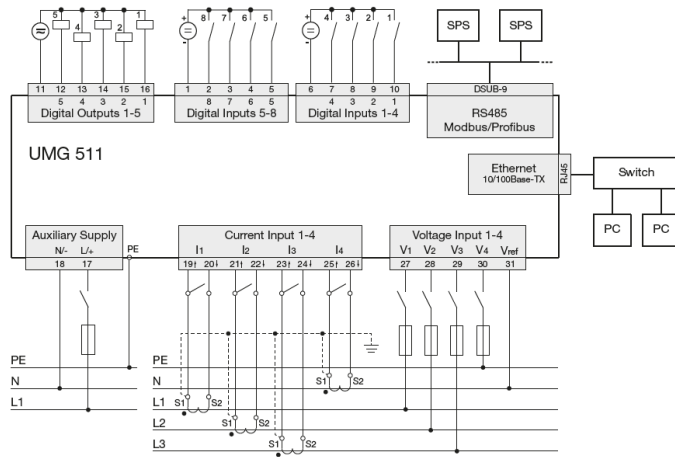 5 3 1
4 2
8 7 6 5
4 3 2 1
SPS SPS
11 12 13 14 15 16
5 4 3 2 1
Digital Outputs 1-5
1 2 3 4 5
8 7 6 5
Digital Inputs 5-8
6 7 8 9 10
4 3 2 1
Digital Inputs 1-4
DSUB-9
RS485
Modbus/Profibus
UMG 511
Ethernet
10/100Base-TX
RJ45
Switch
PC PC
Auxiliary Supply
N/- L/+
18 17
PE
Current Input 1-4
I1 I2 I3 I4
19↑ 20↓ 21↑ 22↓ 23↑ 24↓ 25↑ 26↓
Voltage Input 1-4
V1 V2 V3 V4 Vref
27 28 29 30 31
PE PE
N N
L1 L1
L2
L3
S1 S2
S1 S2
S1 S2
S1 S2